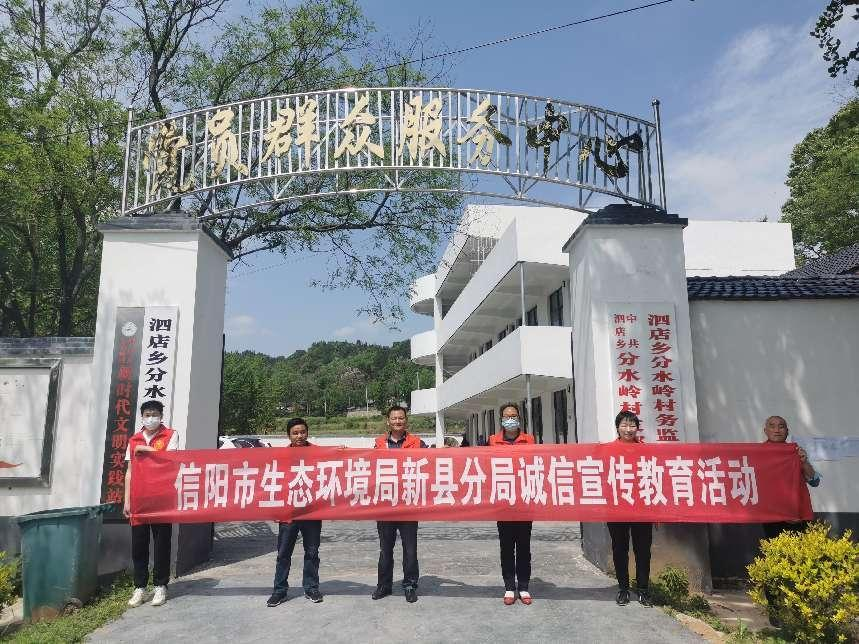 党员群众服务中心
泗店乡分水
新时代文明实践站
中共
泗店乡
分水岭村
泗店乡分水岭村务监
信阳市生态环境局新县分局诚信宣传教育活动